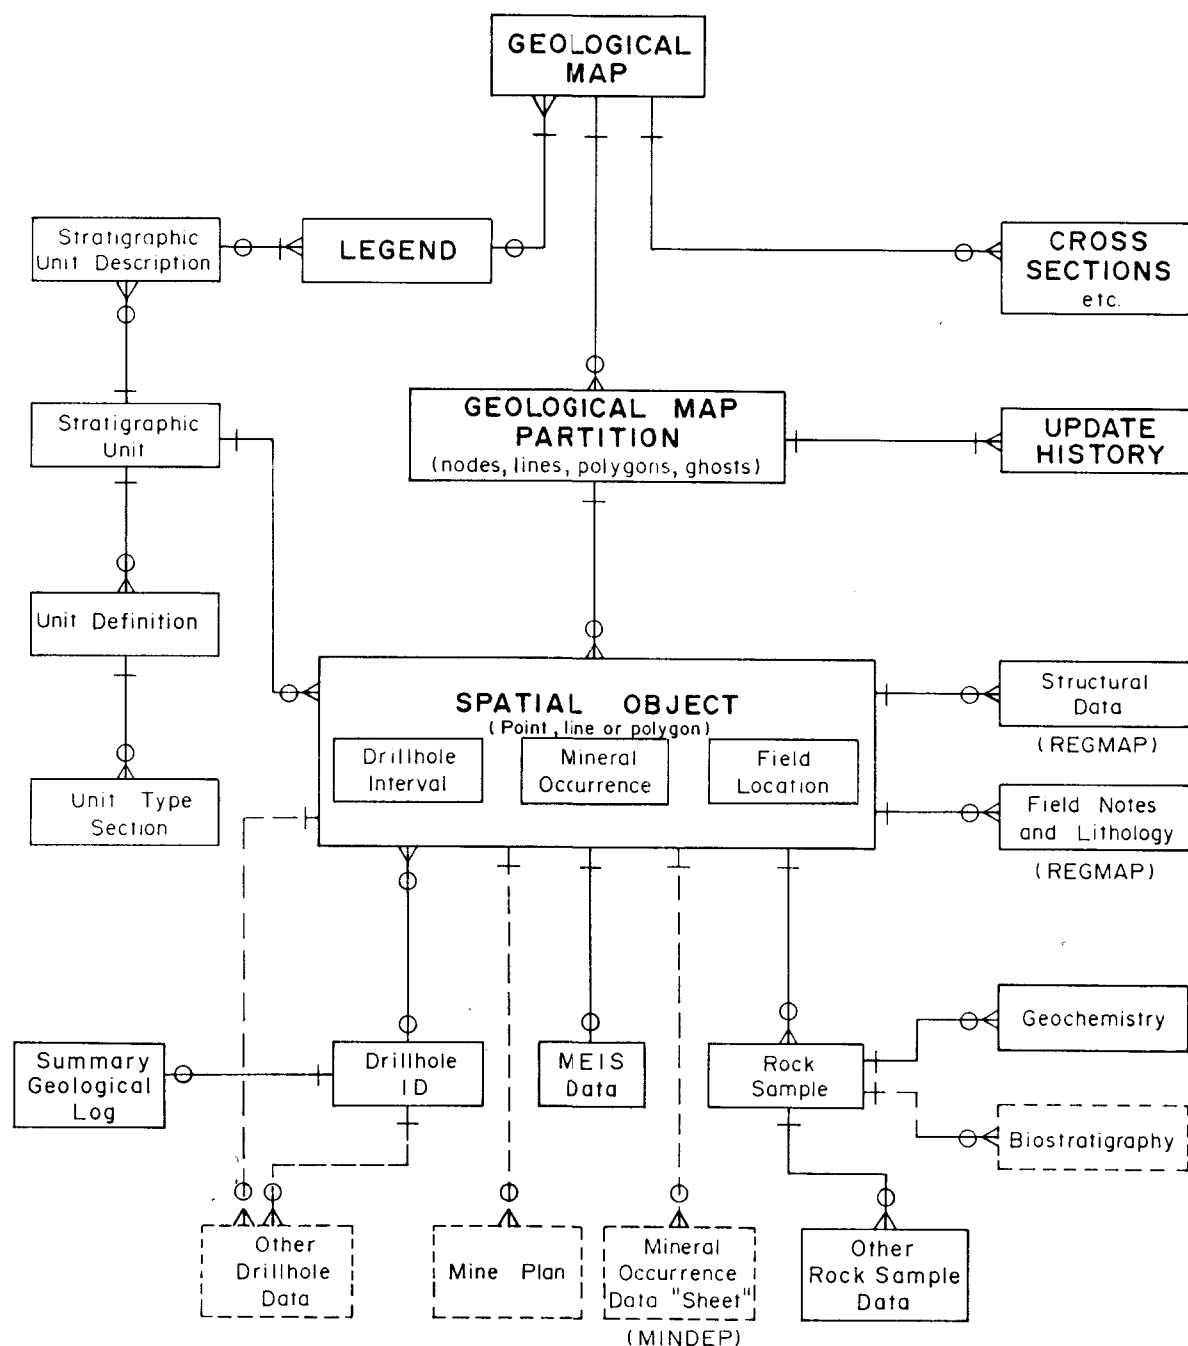 GEOLOGICAL
MAP
Stratigraphic
Unit Description
LEGEND
CROSS
SECTIONS
etc.
Stratigraphic
Unit
GEOLOGICAL MAP
PARTITION
(nodes, lines, polygons, ghosts)
UPDATE
HISTORY
Unit Definition
SPATIAL OBJECT
(Point, line or polygon)
Drillhole
Interval
Mineral
Occurrence
Field
Location
Structural
Data
(REGMAP)
Unit Type
Section
Field Notes
and Lithology
(REGMAP)
Summary
Geological
Log
Drillhole
ID
MEIS
Data
Rock
Sample
Geochemistry
Biostratigraphy
Other
Drillhole
Data
Mine Plan
Mineral
Occurrence
Data "Sheet"
(MINDEP)
Other
Rock Sample
Data